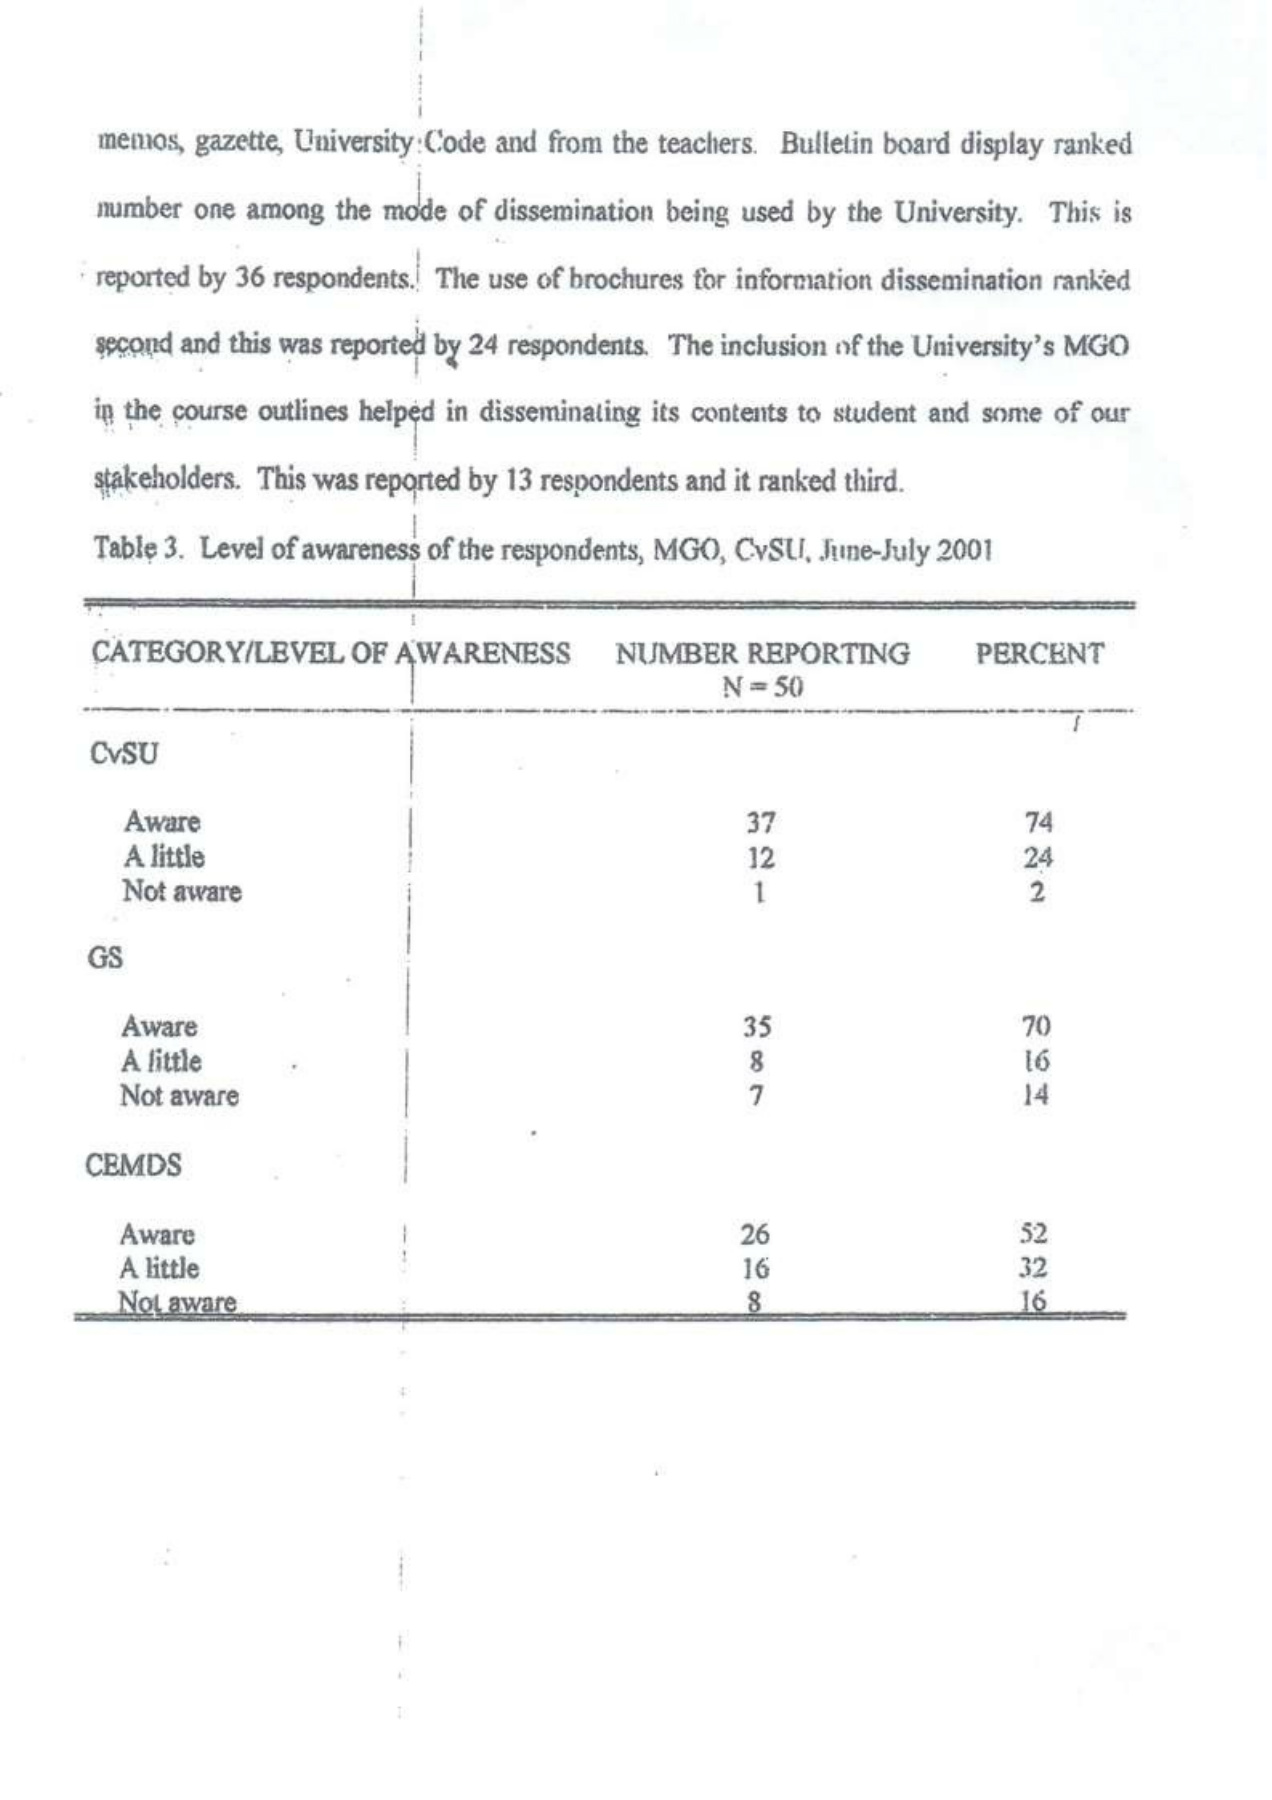 memos, gazette, University Code and from the teachers. Bulletin board display ranked
number one among the mode of dissemination being used by the University. This is
reported by 36 respondents. The use of brochures for information dissemination ranked
second and this was reported by 24 respondents. The inclusion of the University's MGO
in the course outlines helped in disseminating its contents to student and some of our
stakeholders. This was reported by 13 respondents and it ranked third.
Table 3. Level of awareness of the respondents, MGO, CvSU, June-July 2001
CATEGORY/LEVEL OF AWARENESS NUMBER REPORTING PERCENT
N = 50
CvSU
Aware 37 74
A little 12 24
Not aware 1 2
GS
Aware 35 70
A little 8 16
Not aware 7 14
CEMDS
Aware 26 52
A little 16 32
Not aware 8 16